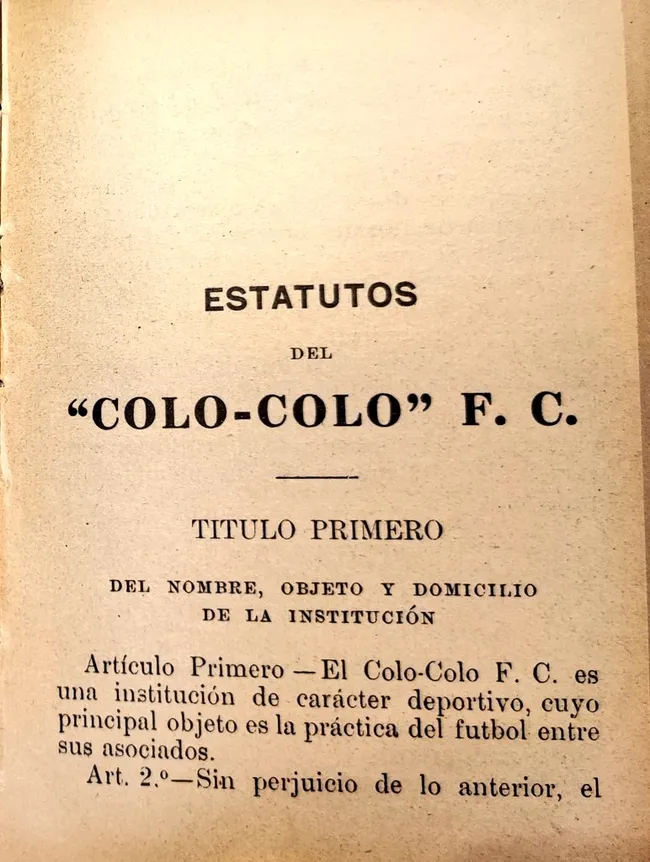 ESTATUTOS
DEL
“COLO-COLO” F. C.
TITULO PRIMERO
DEL NOMBRE, OBJETO Y DOMICILIO
DE LA INSTITUCIÓN
Artículo Primero — El Colo-Colo F. C. es
una institución de carácter deportivo, cuyo
principal objeto es la práctica del futbol entre
sus asociados.
Art. 2.º—Sin perjuicio de lo anterior, el